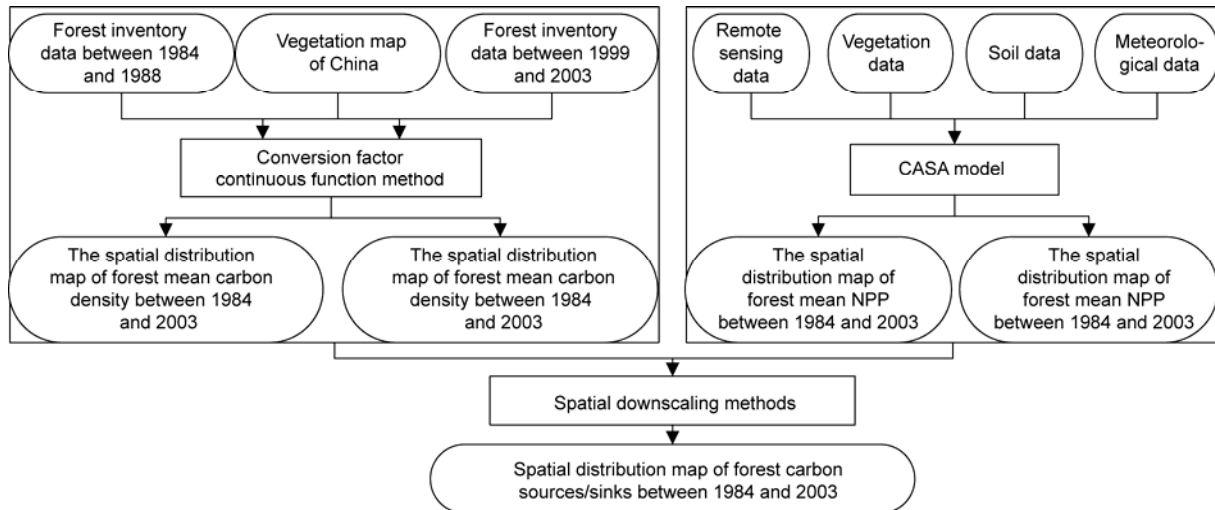 Forest inventory
data between 1984
and 1988
Vegetation map
of China
Forest inventory
data between 1999
and 2003
Remote
sensing
data
Vegetation
data
Soil data
Meteorolo-
gical data
Conversion factor
continuous function method
CASA model
The spatial distribution
map of forest mean carbon
density between 1984
and 2003
The spatial distribution
map of forest mean carbon
density between 1984
and 2003
The spatial
distribution map of
forest mean NPP
between 1984 and 2003
The spatial
distribution map of
forest mean NPP
between 1984 and 2003
Spatial downscaling methods
Spatial distribution map of forest carbon
sources/sinks between 1984 and 2003